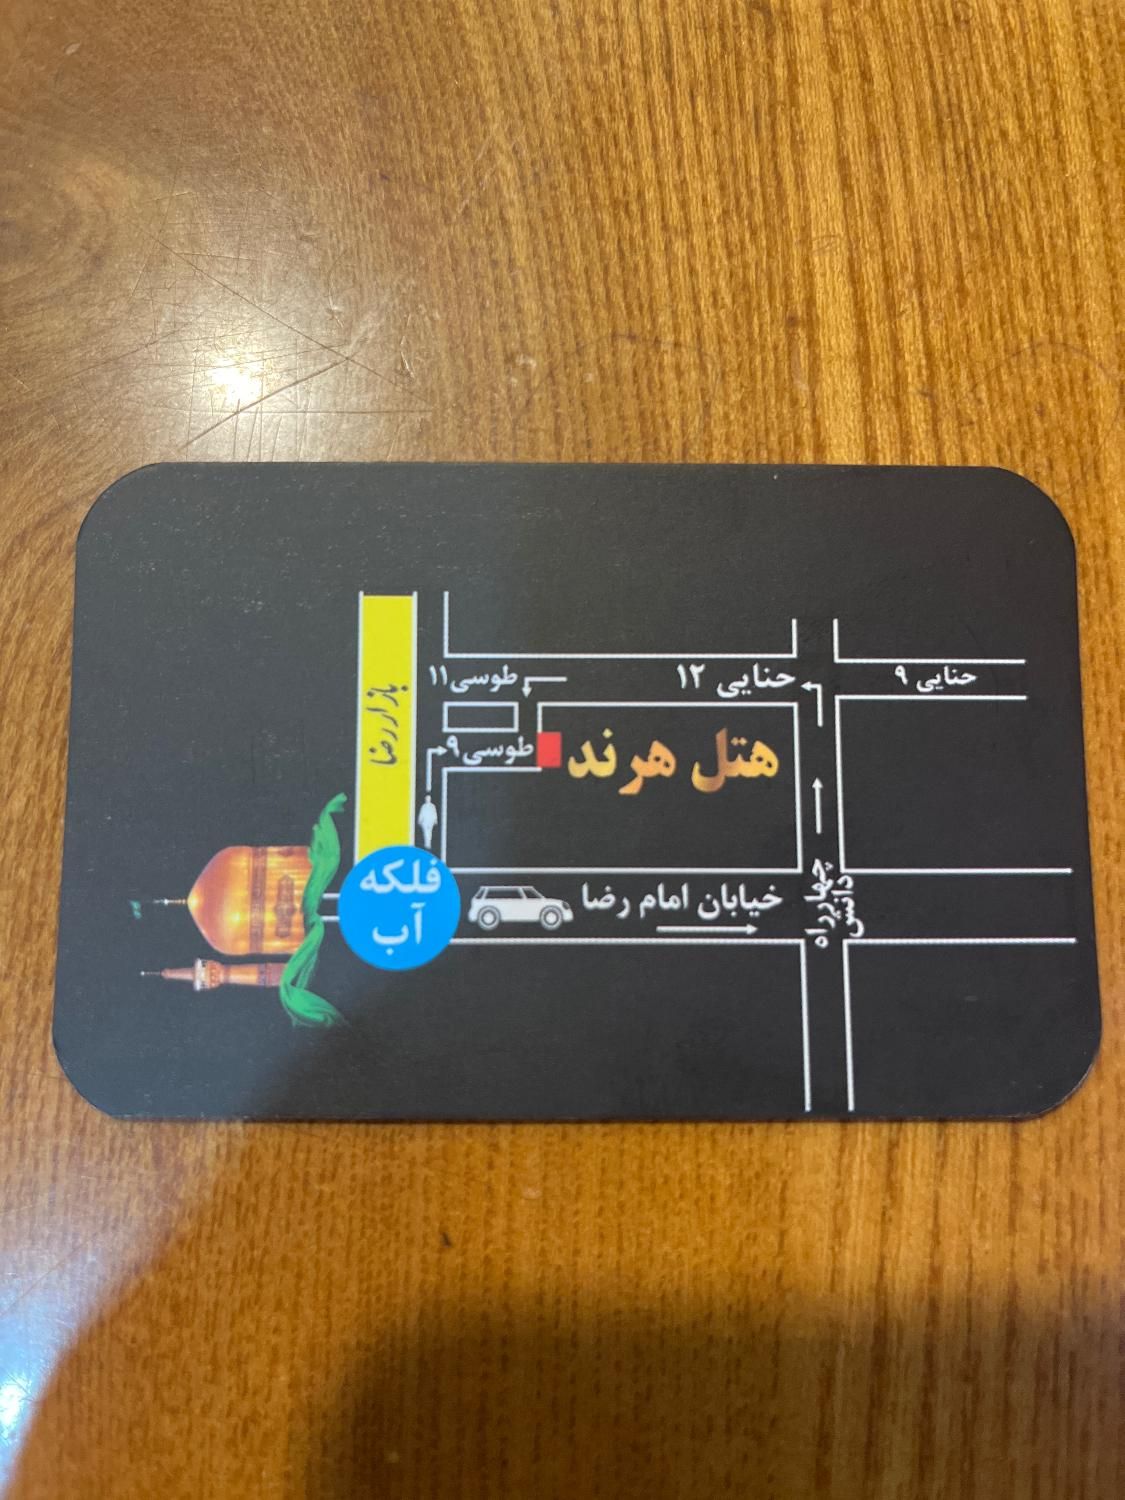 طوسی ۱۱
حنایی ۱۲
حنایی ۹
بازار رضا
طوسی ۹
هتل هرند
فلکه
آب
خیابان امام رضا
چهارراه
دانش